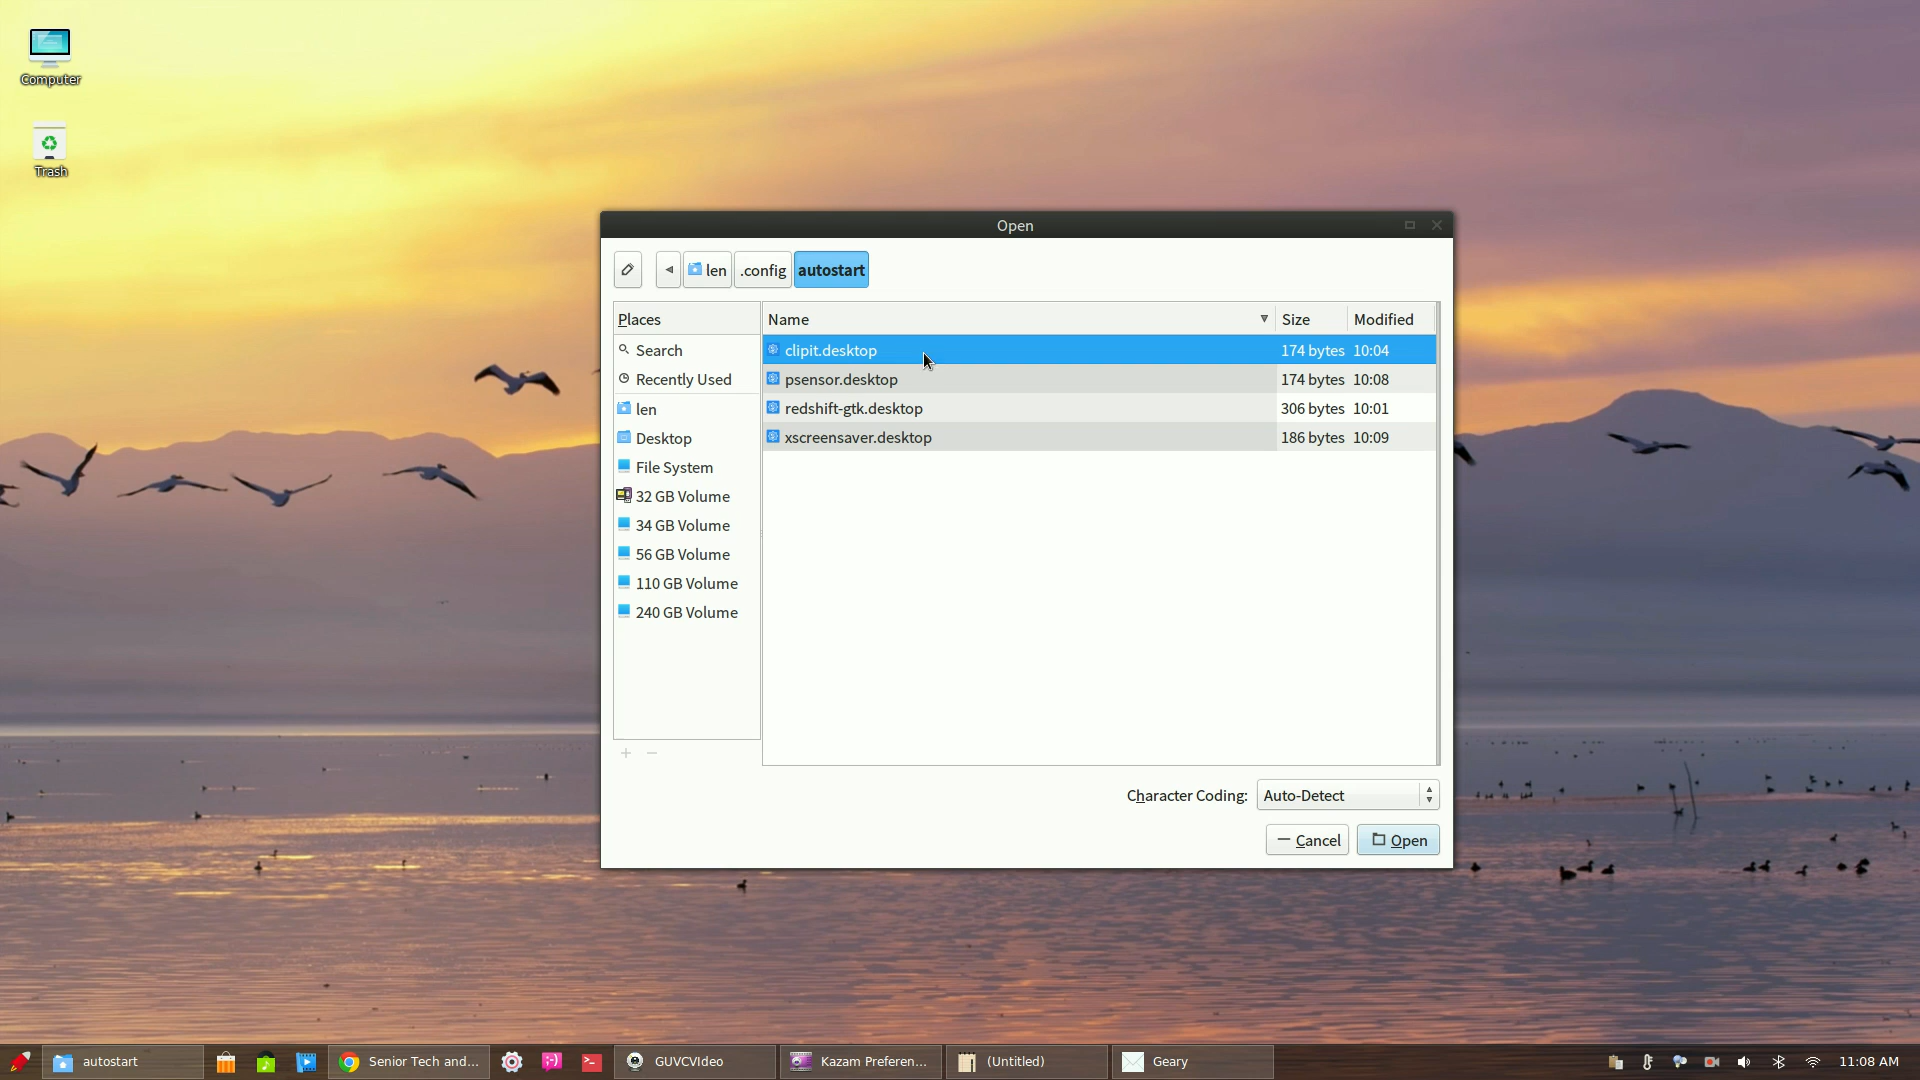 Computer
Trash
Open
len
.config
autostart
Places
Name
Size
Modified
Search
Recently Used
len
Desktop
File System
32 GB Volume
34 GB Volume
56 GB Volume
110 GB Volume
240 GB Volume
clipit.desktop 174 bytes 10:04
psensor.desktop 174 bytes 10:08
redshift-gtk.desktop 306 bytes 10:01
xscreensaver.desktop 186 bytes 10:09
Character Coding: Auto-Detect
Cancel
Open
autostart
Senior Tech and...
GUVCVIdeo
Kazam Preferen...
(Untitled)
Geary
11:08 AM